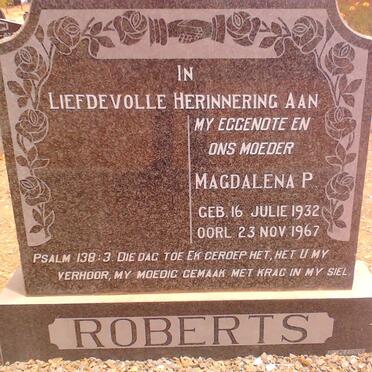 IN
LIEFDEVOLLE HERINNERING AAN
MY EGGENOTE EN
ONS MOEDER
MAGDALENA P
GEB. 16 JULIE 1932
OORL 23 NOV 1967
PSALM 138:3 DIE DAG TOE EK GEROEP HET, HET U MY
VERHOOR, MY MOEDIG GEMAAK MET KRAG IN MY SIEL
ROBERTS